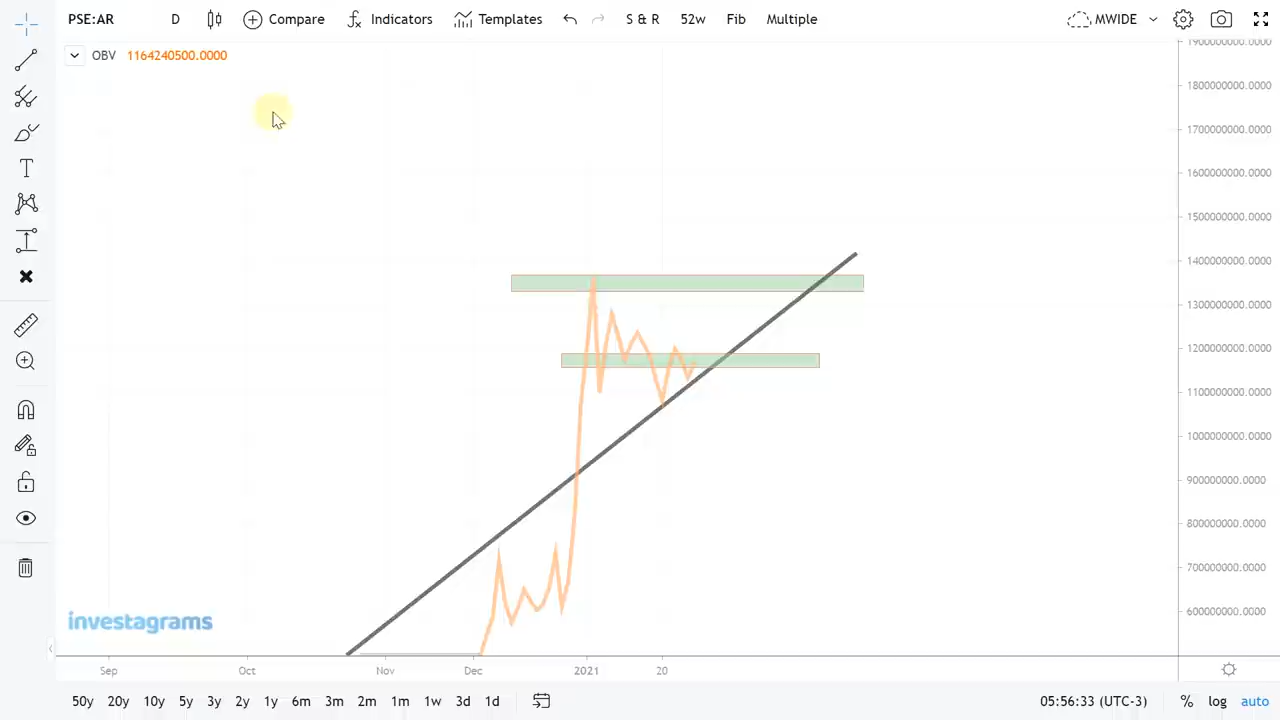 PSE:AR D Compare Indicators Templates S & R 52w Fib Multiple MWIDE
OBV 1164240500.0000
1900000000.0000
1800000000.0000
1700000000.0000
1600000000.0000
1500000000.0000
1400000000.0000
1300000000.0000
1200000000.0000
1100000000.0000
1000000000.0000
900000000.0000
800000000.0000
700000000.0000
600000000.0000
investagrams
Sep Oct Nov Dec 2021 20
50y 20y 10y 5y 3y 2y 1y 6m 3m 2m 1m 1w 3d 1d 05:56:33 (UTC-3) % log auto